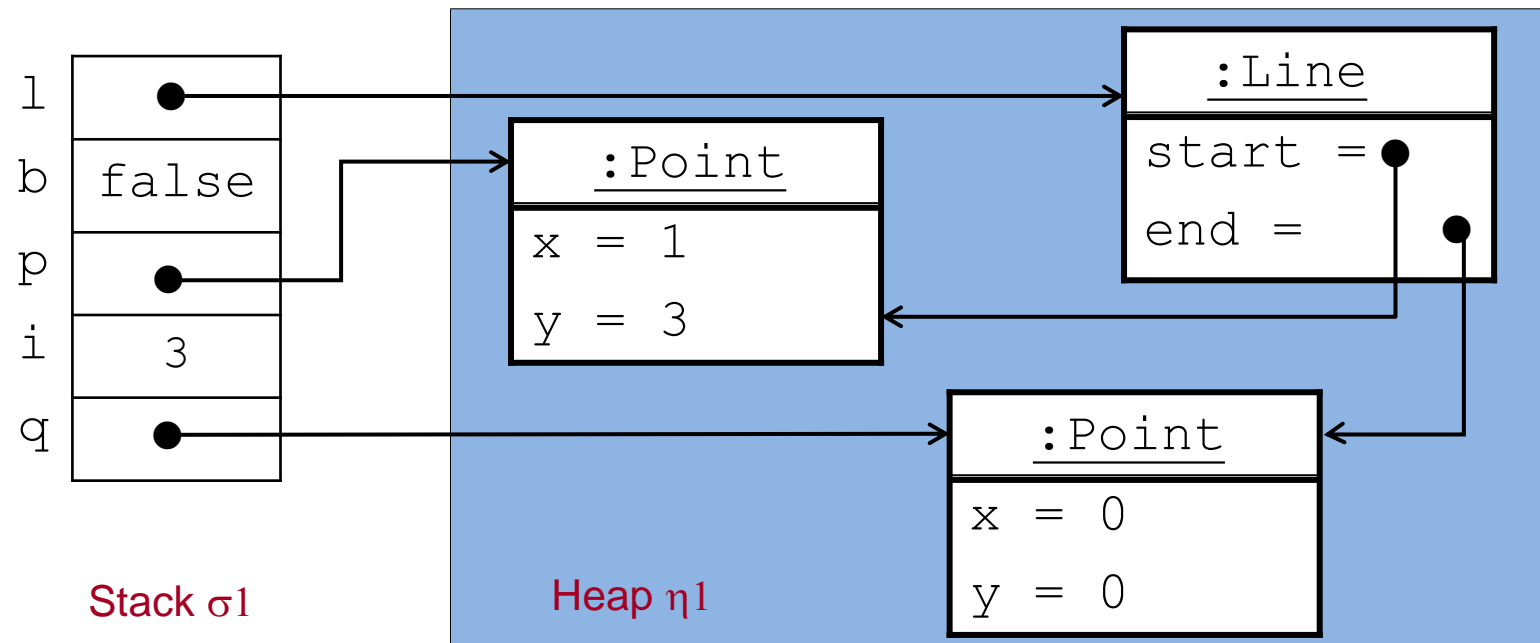 l
b false
p
i 3
q
:Point
x = 1
y = 3
:Line
start =
end =
:Point
x = 0
y = 0
Stack σ1
Heap η1